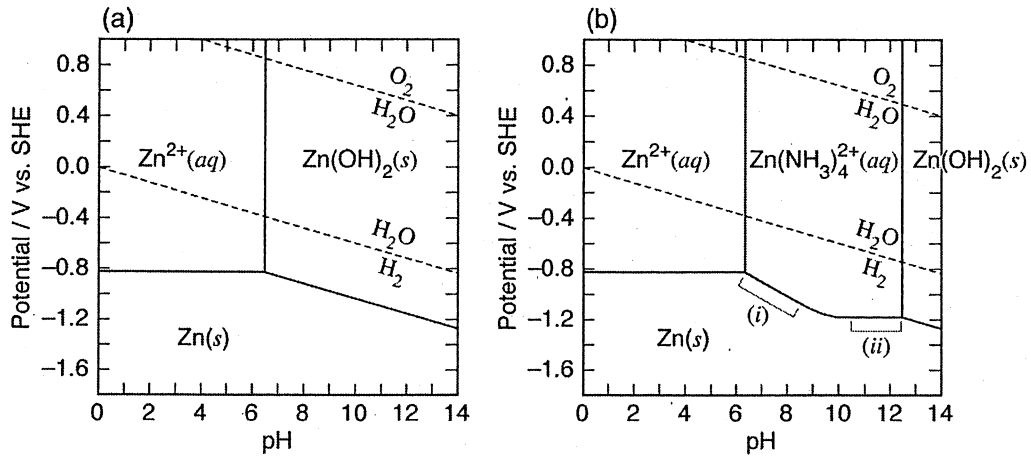 (a)
Potential / V vs. SHE
0.8
0.4
0.0
−0.4
−0.8
−1.2
−1.6
O2
H2O
Zn2+(aq)
Zn(OH)2(s)
H2O
H2
Zn(s)
0 2 4 6 8 10 12 14
pH
(b)
Potential / V vs. SHE
0.8
0.4
0.0
−0.4
−0.8
−1.2
−1.6
O2
H2O
Zn2+(aq)
Zn(NH3)4 2+(aq)
Zn(OH)2(s)
H2O
H2
(i)
(ii)
Zn(s)
0 2 4 6 8 10 12 14
pH